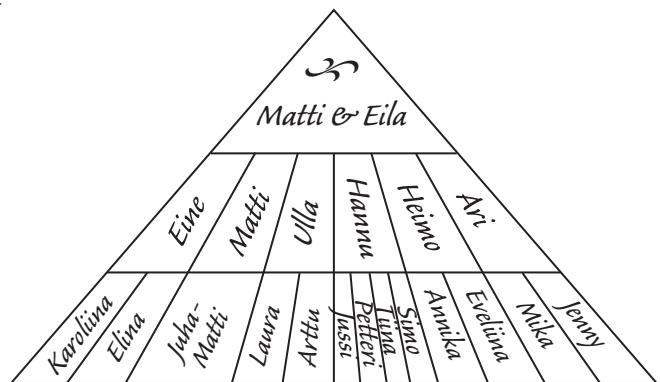 Matti & Eila
Eine
Matti
Ulla
Hannu
Heimo
Ari
Karoliina
Elina
Juha-
Matti
Laura
Arttu
Jussi
Petteri
Tiina
Simo
Annika
Eveliina
Mika
Jenny